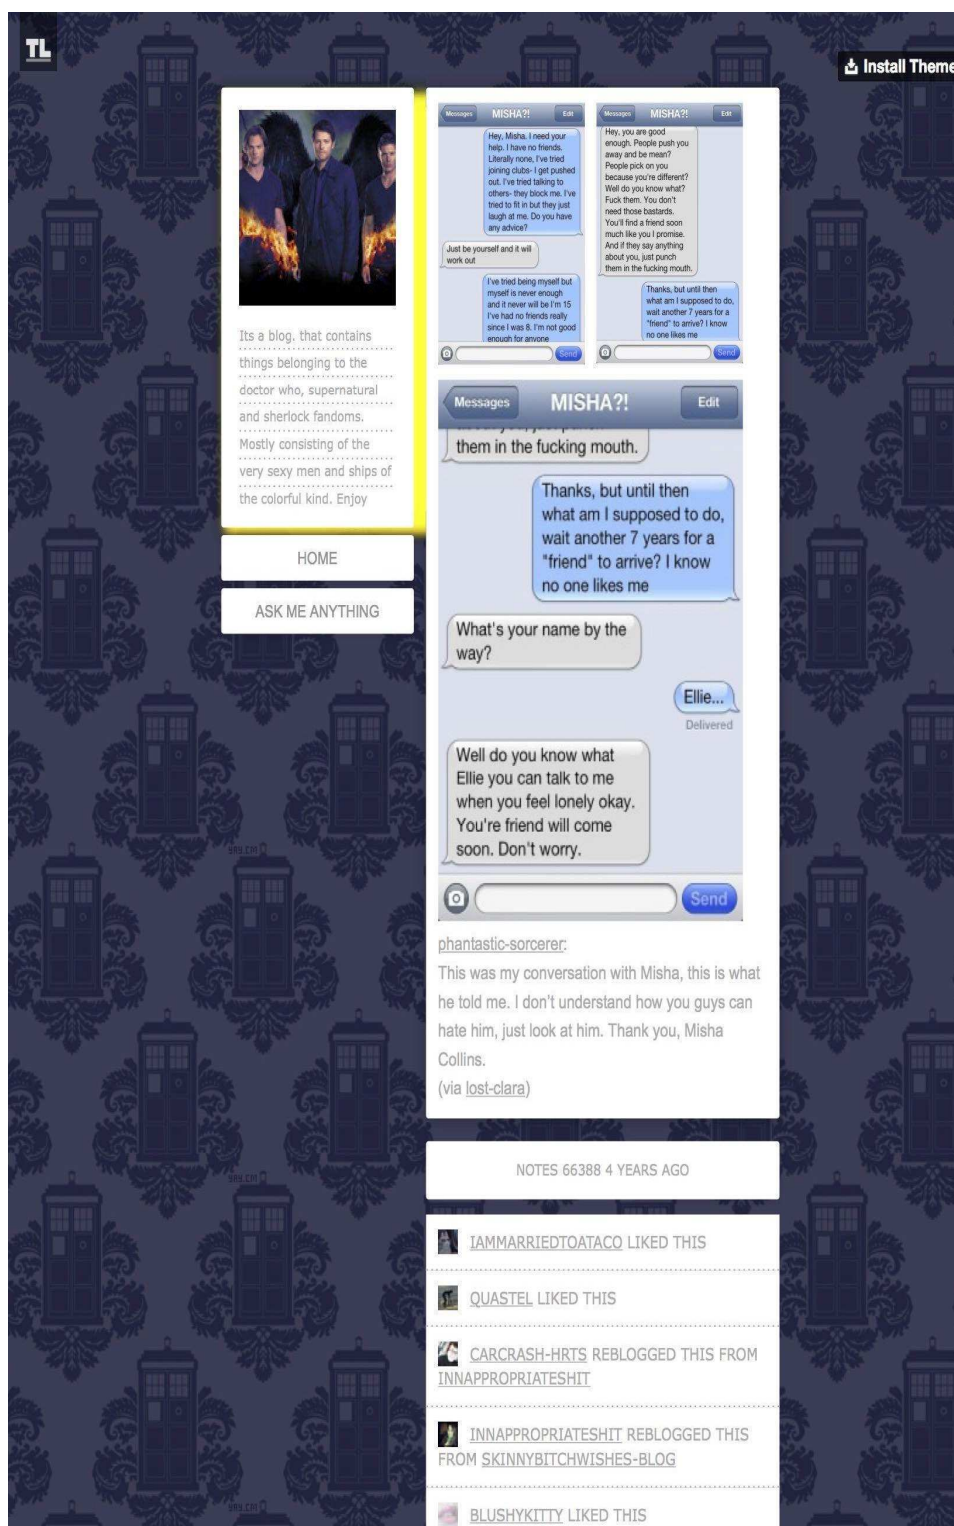 TL
Install Theme
Its a blog. that contains
things belonging to the
doctor who, supernatural
and sherlock fandoms.
Mostly consisting of the
very sexy men and ships of
the colorful kind. Enjoy
HOME
ASK ME ANYTHING
Messages MISHA?! Edit
Hey, Misha. I need your
help. I have no friends.
Literally none, I've tried
joining clubs- I get pushed
out. I've tried talking to
others- they block me. I've
tried to fit in but they just
laugh at me. Do you have
any advice?
Just be yourself and it will
work out
I've tried being myself but
myself is never enough
and it never will be I'm 15
I've had no friends really
since I was 8. I'm not good
enough for anyone
Send
Messages MISHA?! Edit
Hey, you are good
enough. People push you
away and be mean?
People pick on you
because you're different?
Well do you know what?
Fuck them. You don't
need those bastards.
You'll find a friend soon
much like you I promise.
And if they say anything
about you, just punch
them in the fucking mouth.
Thanks, but until then
what am I supposed to do,
wait another 7 years for a
"friend" to arrive? I know
no one likes me
Send
Messages MISHA?! Edit
about you, just punch
them in the fucking mouth.
Thanks, but until then
what am I supposed to do,
wait another 7 years for a
"friend" to arrive? I know
no one likes me
What's your name by the
way?
Ellie...
Delivered
Well do you know what
Ellie you can talk to me
when you feel lonely okay.
You're friend will come
soon. Don't worry.
Send
phantastic-sorcerer:
This was my conversation with Misha, this is what
he told me. I don't understand how you guys can
hate him, just look at him. Thank you, Misha
Collins.
(via lost-clara)
NOTES 66388 4 YEARS AGO
IAMMARRIEDTOATACO LIKED THIS
QUASTEL LIKED THIS
CARCRASH-HRTS REBLOGGED THIS FROM
INNAPPROPRIATESHIT
INNAPPROPRIATESHIT REBLOGGED THIS
FROM SKINNYBITCHWISHES-BLOG
BLUSHYKITTY LIKED THIS